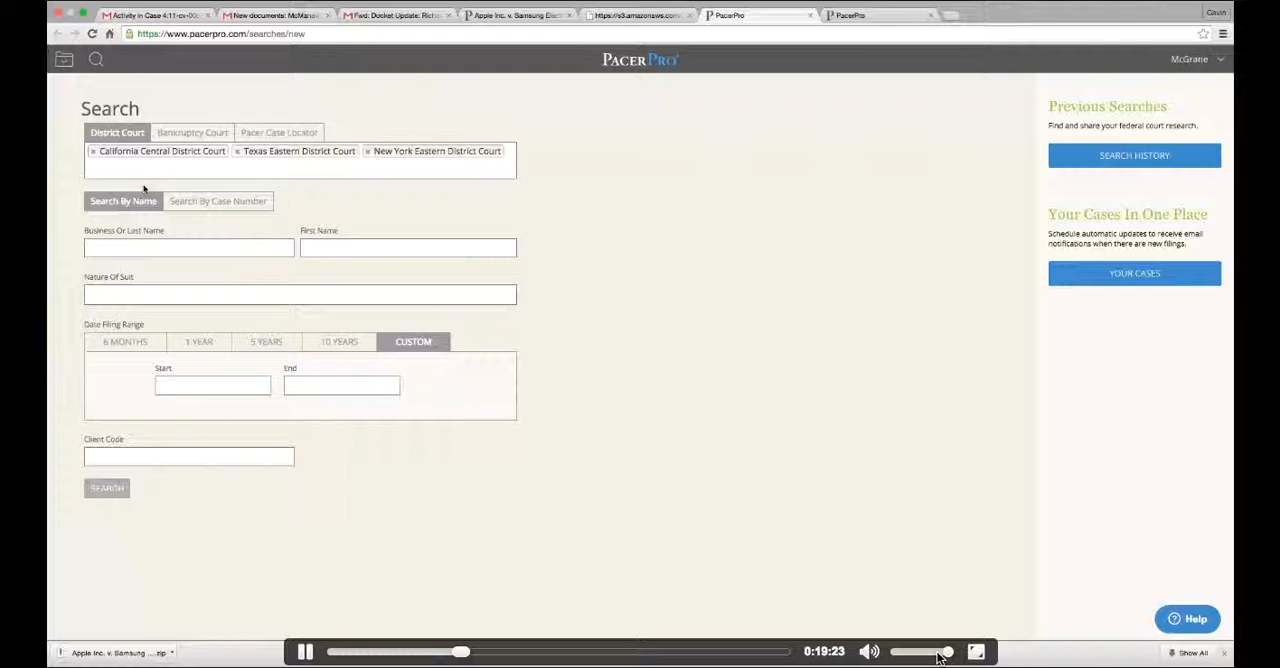 Activity in Case 4:11-cv-00
New documents: McMana
Fwd: Docket Update: Richa
Apple Inc. v. Samsung Elect
https://s3.amazonaws.com
PacerPro
PacerPro
Gavin
https://www.pacerpro.com/searches/new
PACERPRO
McGrane
Search
District Court
Bankruptcy Court
Pacer Case Locator
× California Central District Court
× Texas Eastern District Court
× New York Eastern District Court
Search By Name
Search By Case Number
Business Or Last Name
First Name
Nature Of Suit
Date Filing Range
6 MONTHS
1 YEAR
5 YEARS
10 YEARS
CUSTOM
Start
End
Client Code
SEARCH
Previous Searches
Find and share your federal court research.
SEARCH HISTORY
Your Cases In One Place
Schedule automatic updates to receive email
notifications when there are new filings.
YOUR CASES
Help
Apple Inc. v. Samsung ....zip
0:19:23
Show All